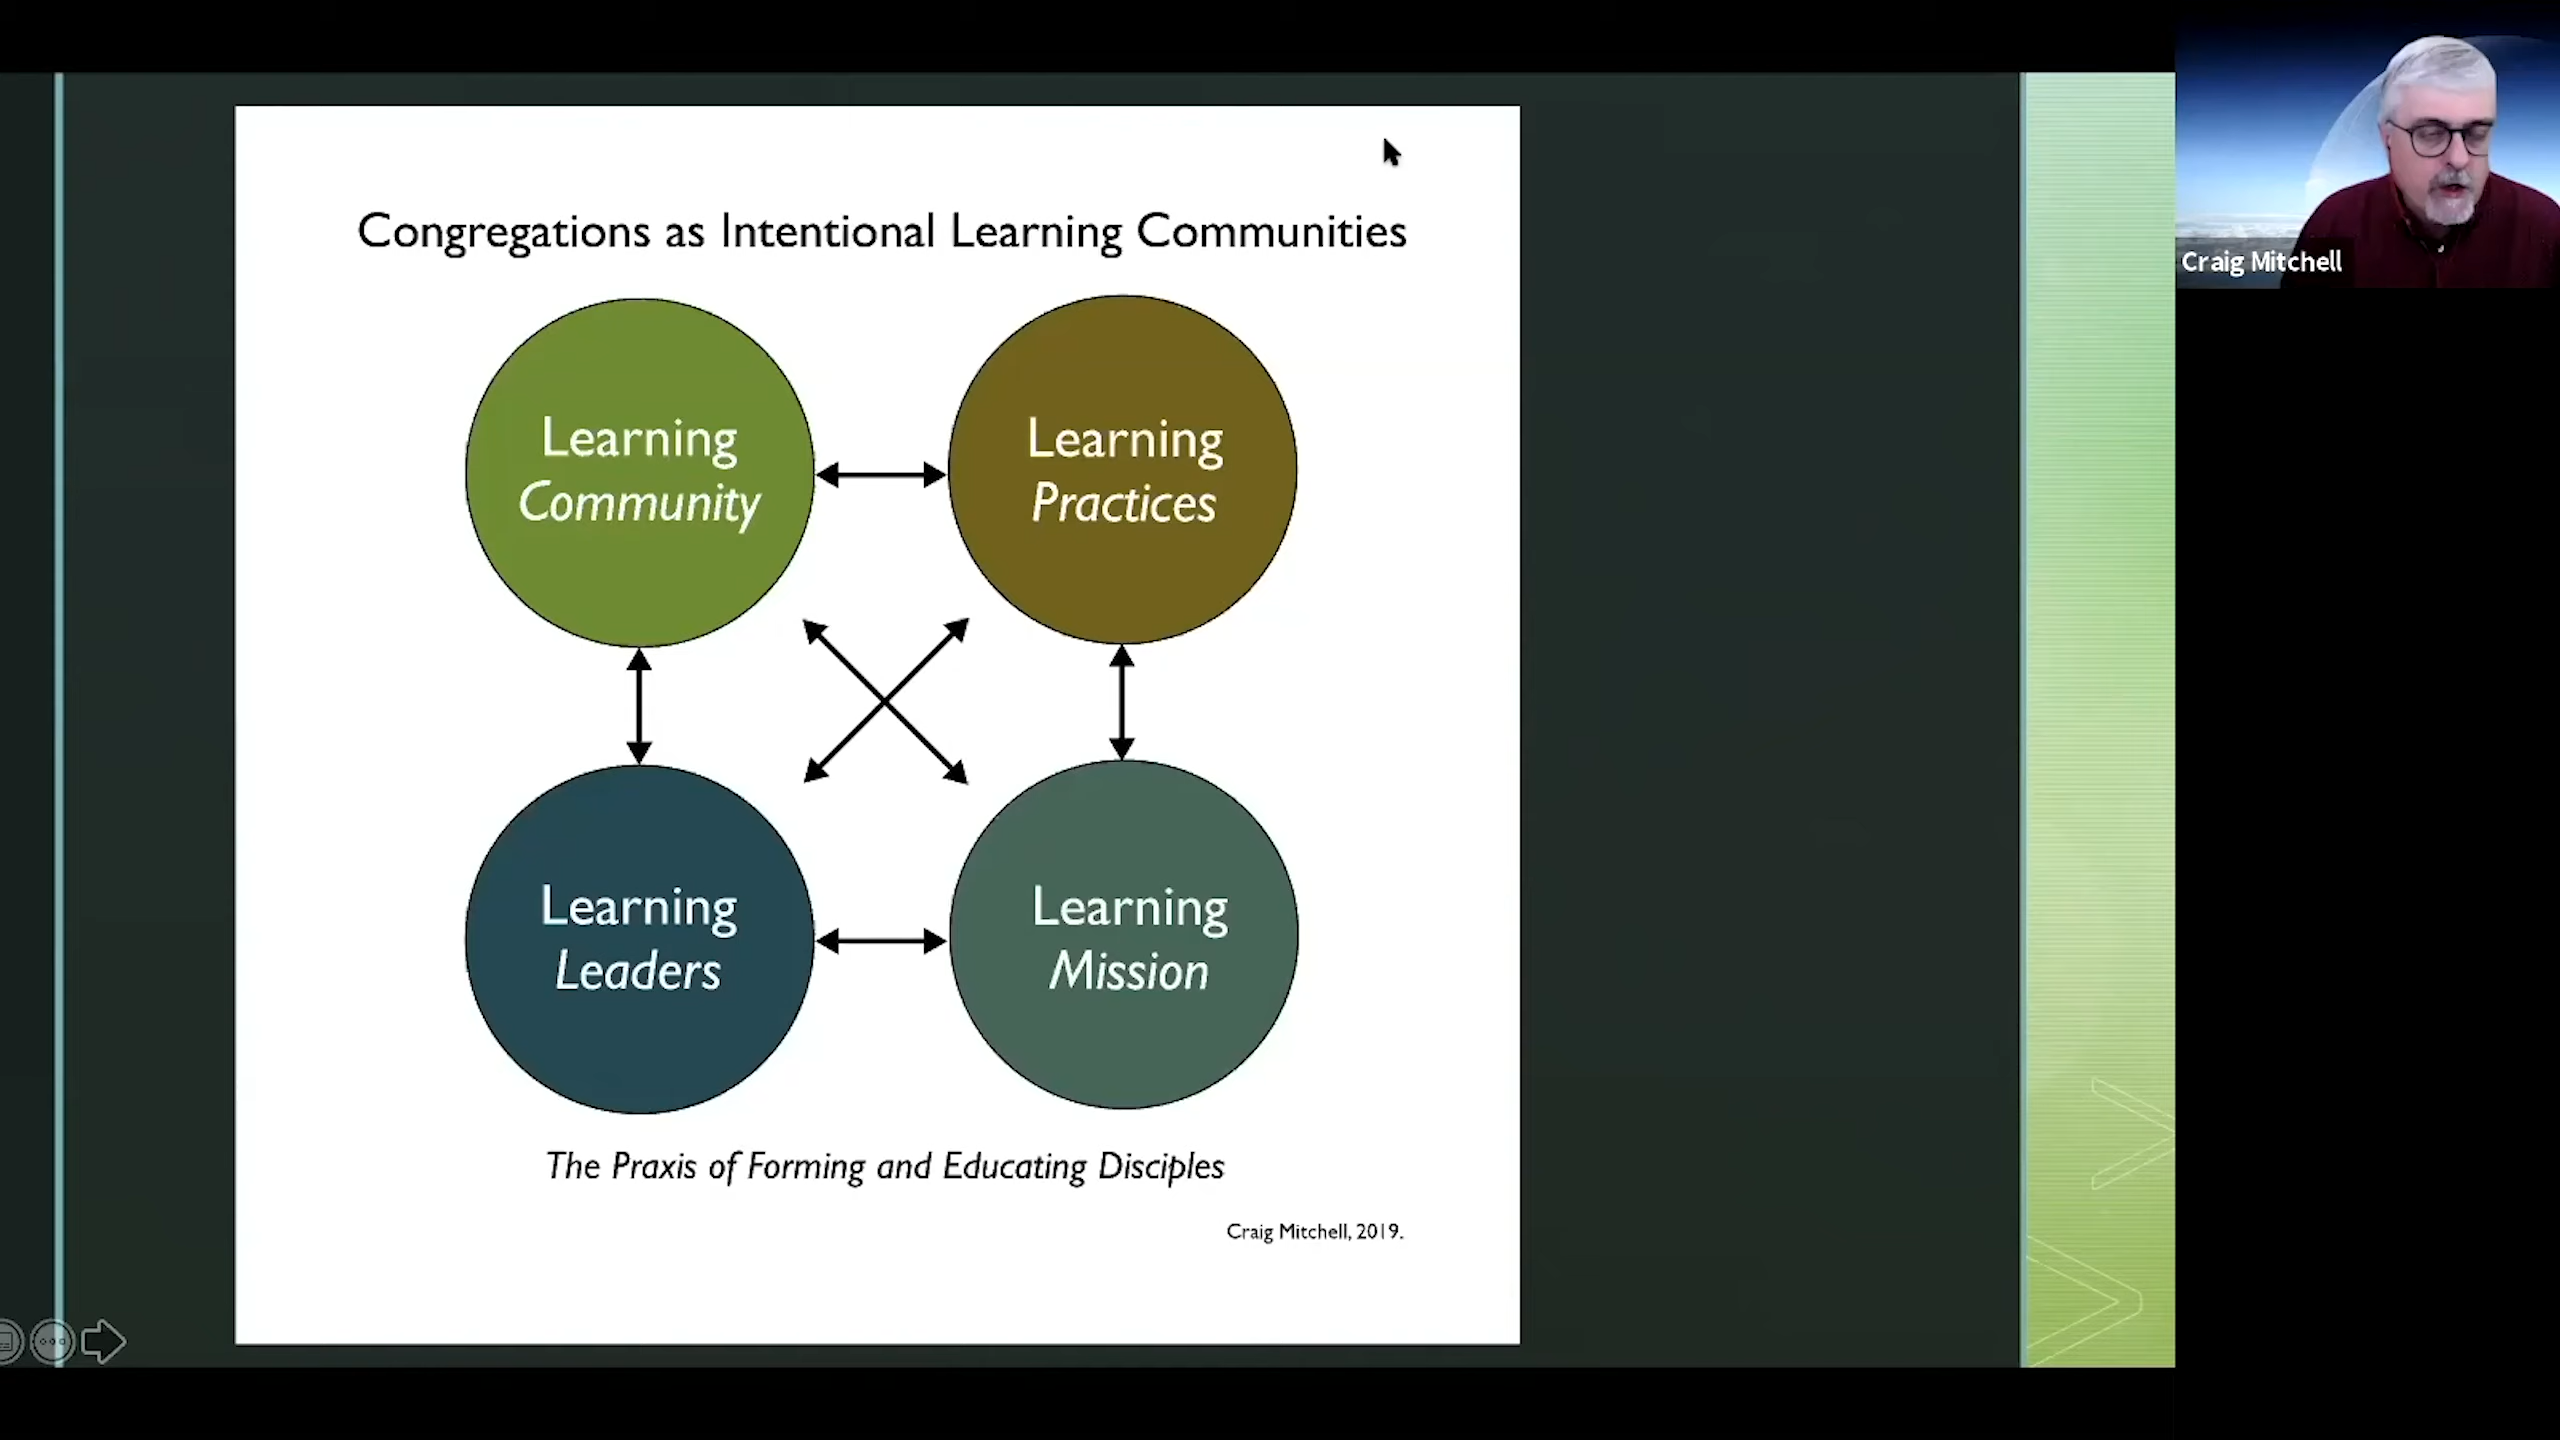 Congregations as Intentional Learning Communities
Learning
Community
Learning
Practices
Learning
Leaders
Learning
Mission
The Praxis of Forming and Educating Disciples
Craig Mitchell, 2019.
Craig Mitchell